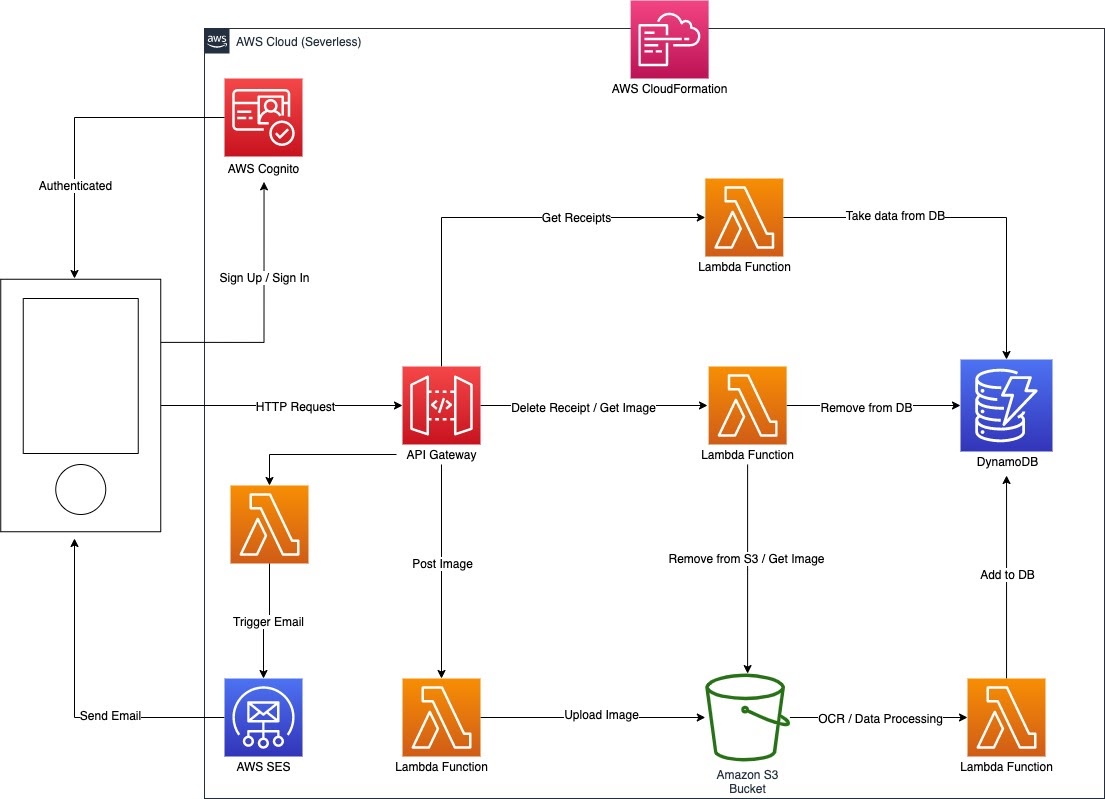 aws
AWS Cloud (Severless)
AWS CloudFormation
AWS Cognito
Authenticated
Sign Up / Sign In
Get Receipts
Lambda Function
Take data from DB
HTTP Request
</>
API Gateway
Delete Receipt / Get Image
Lambda Function
Remove from DB
DynamoDB
Trigger Email
Post Image
Remove from S3 / Get Image
Add to DB
Send Email
AWS SES
Lambda Function
Upload Image
Amazon S3
Bucket
OCR / Data Processing
Lambda Function